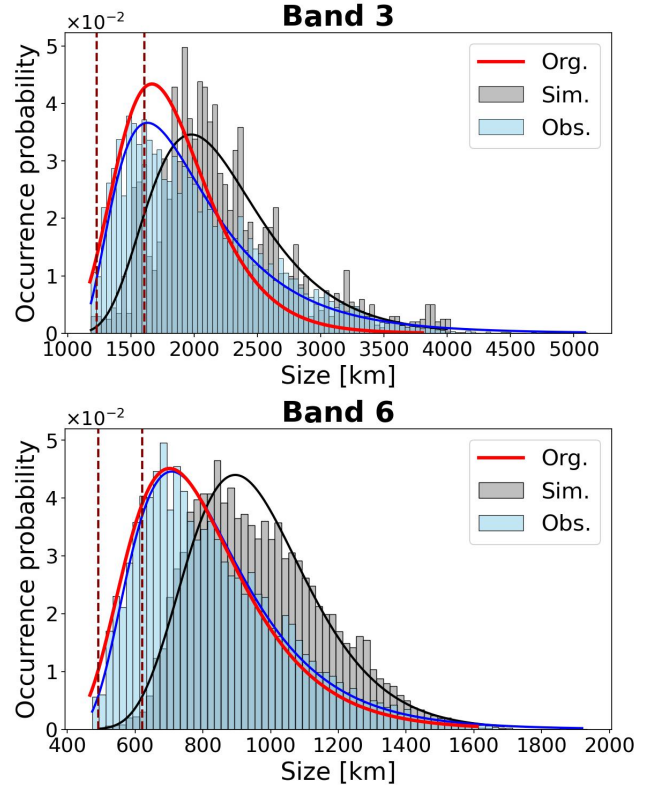 Band 3
×10⁻²
Occurrence probability
5
4
3
2
1
0
Org.
Sim.
Obs.
1000 1500 2000 2500 3000 3500 4000 4500 5000
Size [km]
Band 6
×10⁻²
Occurrence probability
5
4
3
2
1
0
Org.
Sim.
Obs.
400 600 800 1000 1200 1400 1600 1800 2000
Size [km]